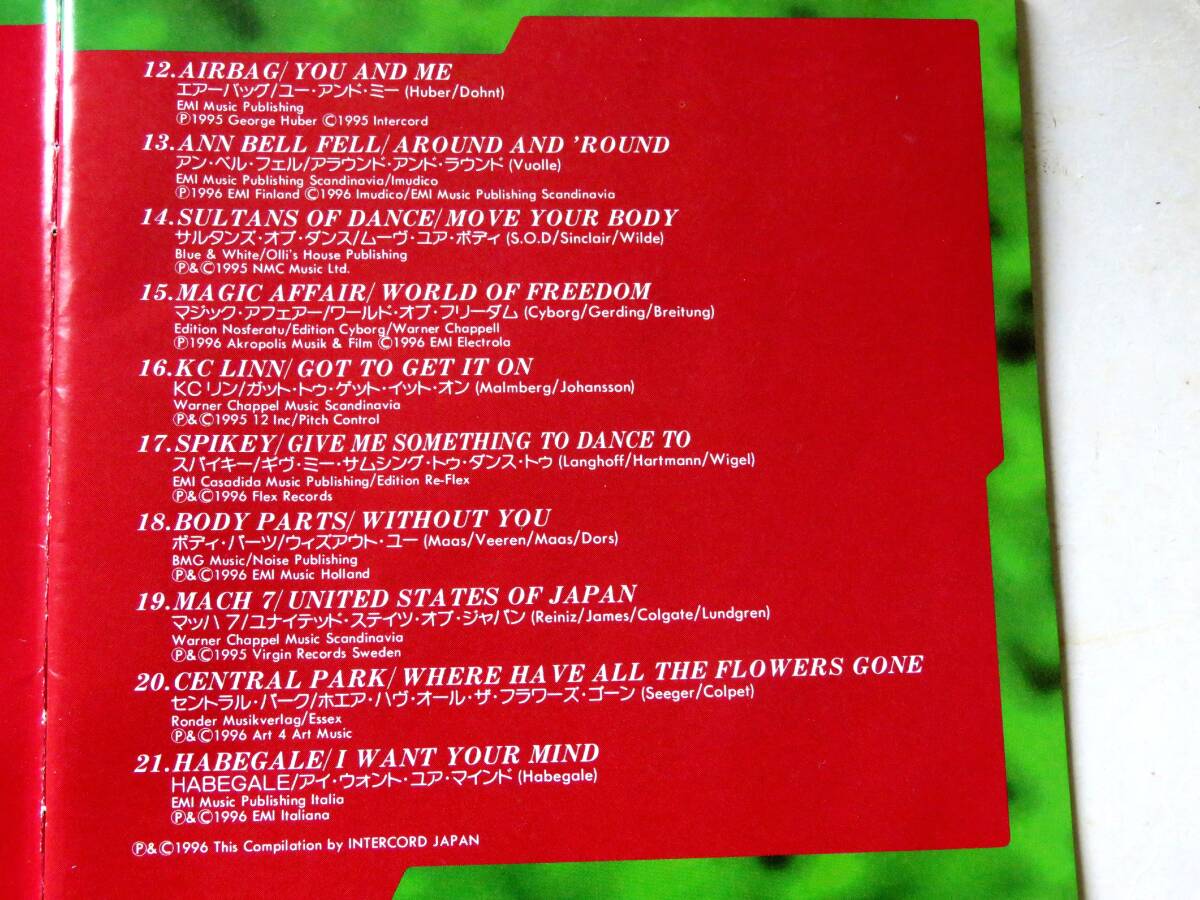 12.AIRBAG/YOU AND ME
エアーバッグ/ユー・アンド・ミー (Huber/Dohnt)
EMI Music Publishing
Ⓟ1995 George Huber Ⓒ1995 Intercord
13.ANN BELL FELL/AROUND AND ’ROUND
アン・ベル・フェル/アラウンド・アンド・ラウンド (Vuolle)
EMI Music Publishing Scandinavia/Imudico
Ⓟ1996 EMI Finland Ⓒ1996 Imudico/EMI Music Publishing Scandinavia
14.SULTANS OF DANCE/MOVE YOUR BODY
サルタンズ・オブ・ダンス/ムーヴ・ユア・ボディ (S.O.D/Sinclair/Wilde)
Blue & White/Olli's House Publishing
Ⓟ&Ⓒ1995 NMC Music Ltd.
15.MAGIC AFFAIR/WORLD OF FREEDOM
マジック・アフェアー/ワールド・オブ・フリーダム (Cyborg/Gerding/Breitung)
Edition Nosferatu/Edition Cyborg/Warner Chappell
Ⓟ1996 Akropolis Musik & Film Ⓒ1996 EMI Electrola
16.KC LINN/GOT TO GET IT ON
KC リン/ガット・トゥ・ゲット・イット・オン (Malmberg/Johansson)
Warner Chappel Music Scandinavia
Ⓟ&Ⓒ1995 12 Inc/Pitch Control
17.SPIKEY/GIVE ME SOMETHING TO DANCE TO
スパイキー/ギヴ・ミー・サムシング・トゥ・ダンス・トゥ (Langhoff/Hartmann/Wigel)
EMI Casadida Music Publishing/Edition Re-Flex
Ⓟ&Ⓒ1996 Flex Records
18.BODY PARTS/WITHOUT YOU
ボディ・パーツ/ウィズアウト・ユー (Maas/Veeren/Maas/Dors)
BMG Music/Noise Publishing
Ⓟ&Ⓒ1996 EMI Music Holland
19.MACH 7/UNITED STATES OF JAPAN
マッハ 7/ユナイテッド・ステイツ・オブ・ジャパン (Reiniz/James/Colgate/Lundgren)
Warner Chappel Music Scandinavia
Ⓟ&Ⓒ1995 Virgin Records Sweden
20.CENTRAL PARK/WHERE HAVE ALL THE FLOWERS GONE
セントラル・パーク/ホエア・ハヴ・オール・ザ・フラワーズ・ゴーン (Seeger/Colpet)
Ronder Musikverlag/Essex
Ⓟ&Ⓒ1996 Art 4 Art Music
21.HABEGALE/I WANT YOUR MIND
HABEGALE/アイ・ウォント・ユア・マインド (Habegale)
EMI Music Publishing Italia
Ⓟ&Ⓒ1996 EMI Italiana
Ⓟ&Ⓒ1996 This Compilation by INTERCORD JAPAN